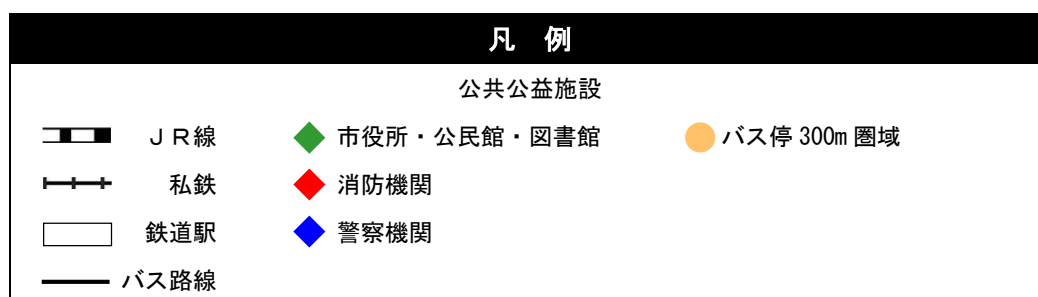 凡 例
公共公益施設
ＪＲ線 市役所・公民館・図書館 バス停 300m 圏域
私鉄 消防機関
鉄道駅 警察機関
バス路線